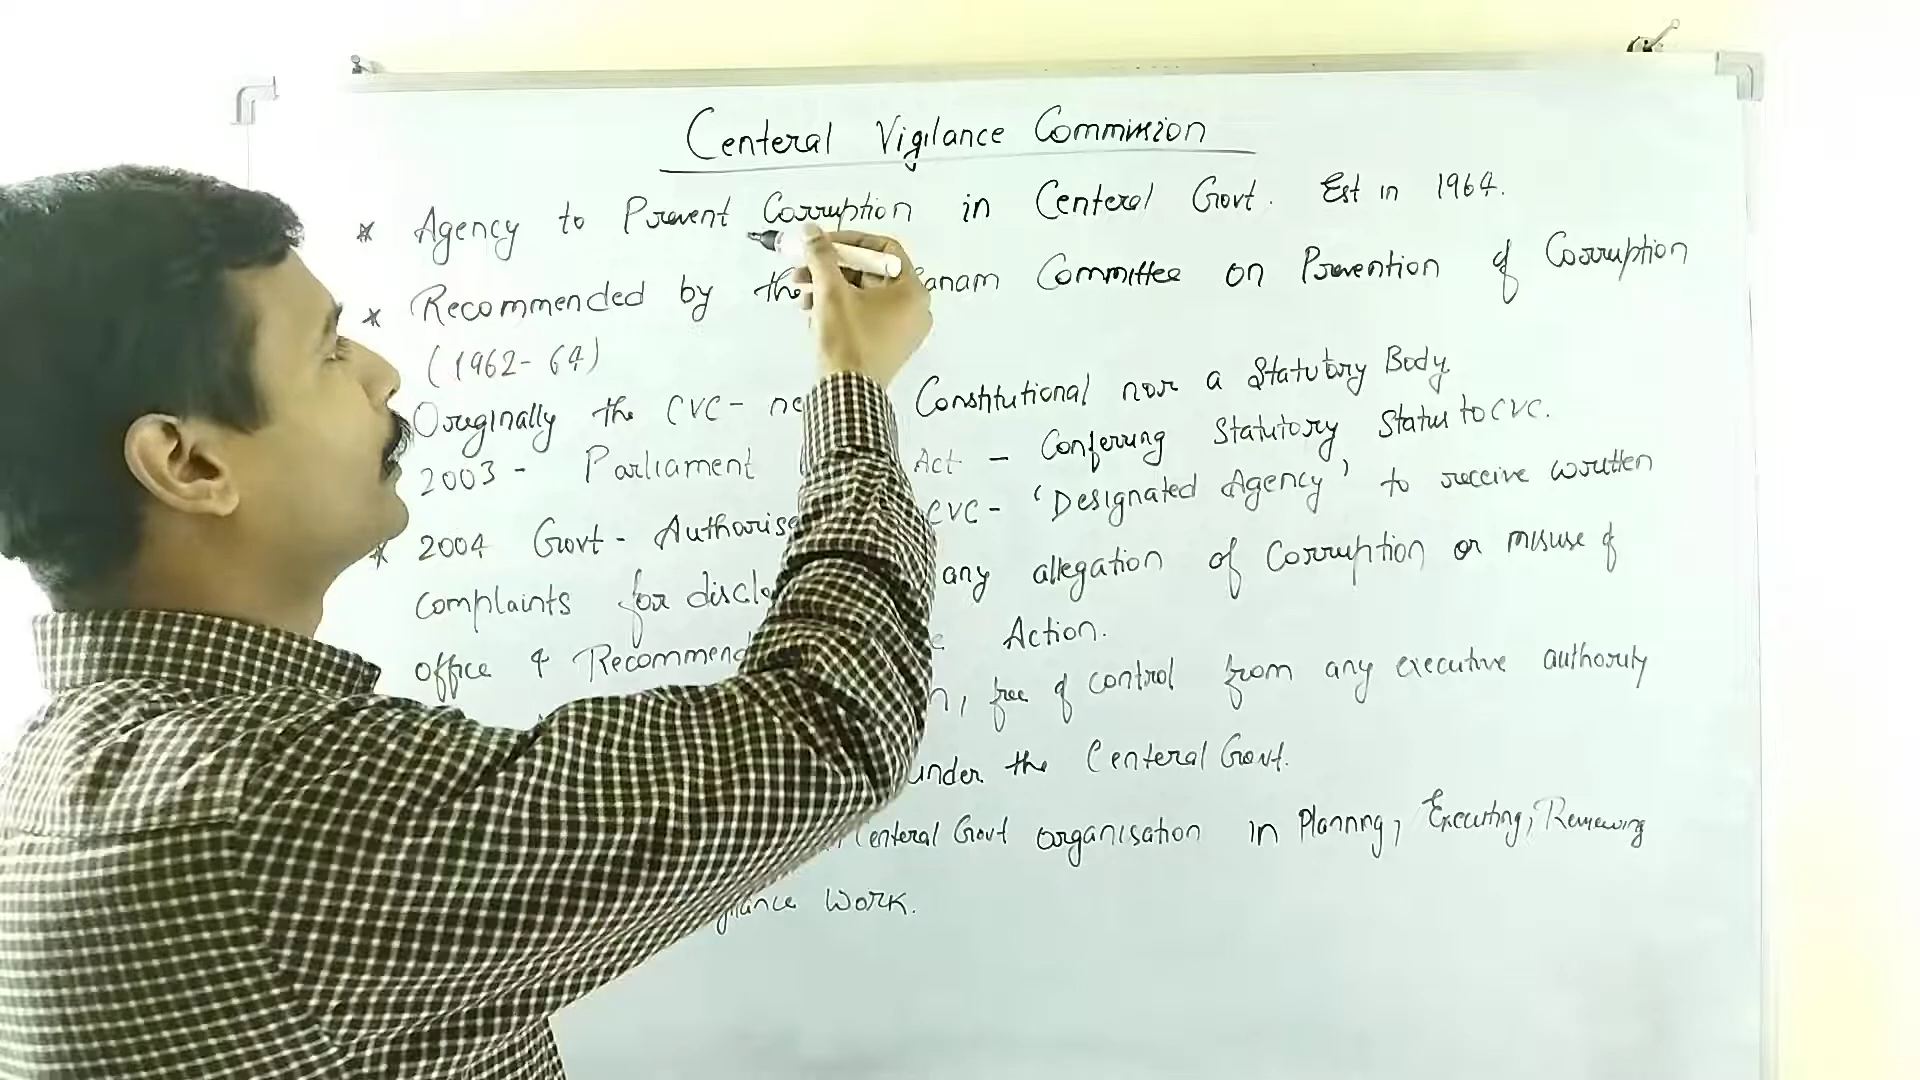 Centeral Vigilance Commission
* Agency to Prevent Corruption in Centeral Govt. Est in 1964.
* Recommended by the anam Committee on Prevention of Corruption
(1962-64)
Originally the CVC - Constitutional nor a Statutory Body
2003 - Parliament Act - Conferring Statutory Status to CVC.
* 2004 Govt - Authorise CVC - 'Designated Agency' to receive written
complaints for any allegation of Corruption or misuse of
office & Recommend Action.
, free of control from any executive authority
under the Centeral Govt.
Centeral Govt organisation in Planning, Executing, Reviewing
Work.